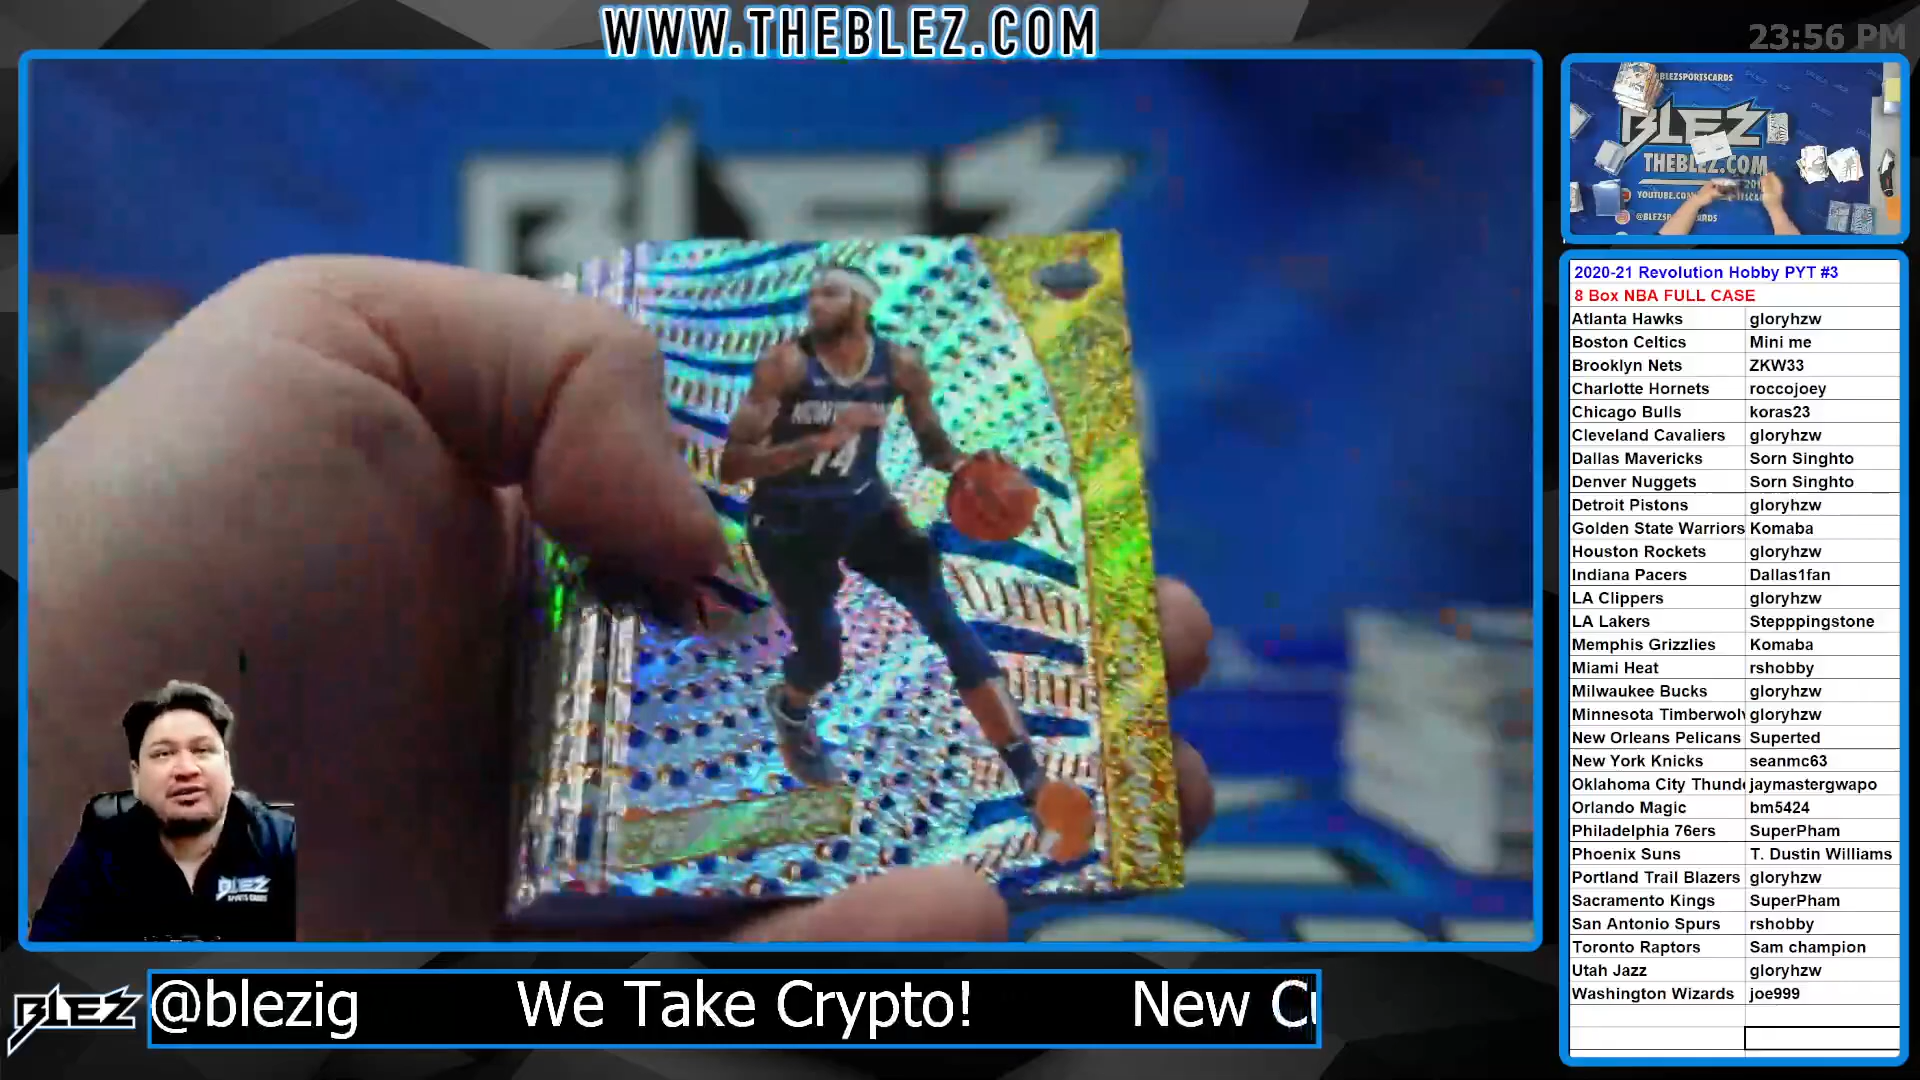 WWW.THEBLEZ.COM
23:56 PM
BLEZ
NEW
14
@BLEZSPORTSCARDS
BLEZ
THEBLEZ.COM
2020-21 Revolution Hobby PYT #3
8 Box NBA FULL CASE
Atlanta Hawks gloryhzw
Boston Celtics Mini me
Brooklyn Nets ZKW33
Charlotte Hornets roccojoey
Chicago Bulls koras23
Cleveland Cavaliers gloryhzw
Dallas Mavericks Sorn Singhto
Denver Nuggets Sorn Singhto
Detroit Pistons gloryhzw
Golden State Warriors Komaba
Houston Rockets gloryhzw
Indiana Pacers Dallas1fan
LA Clippers gloryhzw
LA Lakers Stepppingstone
Memphis Grizzlies Komaba
Miami Heat rshobby
Milwaukee Bucks gloryhzw
Minnesota Timberwol gloryhzw
New Orleans Pelicans Superted
New York Knicks seanmc63
Oklahoma City Thund jaymastergwapo
Orlando Magic bm5424
Philadelphia 76ers SuperPham
Phoenix Suns T. Dustin Williams
Portland Trail Blazers gloryhzw
Sacramento Kings SuperPham
San Antonio Spurs rshobby
Toronto Raptors Sam champion
Utah Jazz gloryhzw
Washington Wizards joe999
BLEZ
SPORTS CARDS
BLEZ
@blezig We Take Crypto! New C